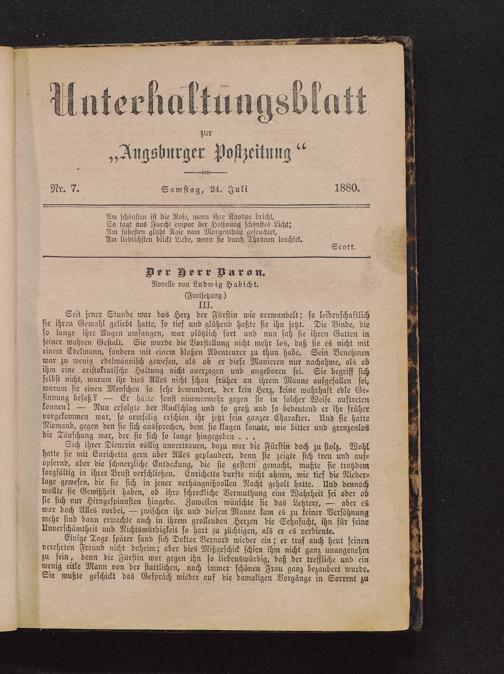 Unterhaltungsblatt
zur
„Augsburger Postzeitung“
Nr. 7. Samstag, 24. Juli 1880.
Am schönsten ist die Rose, wenn ihre Knospe bricht,
So tagt aus Furcht empor der Hoffnung schönstes Licht;
Am süßesten glüht Rose vom Morgenthau gefeuchtet,
Am lieblichsten blickt Liebe, wenn sie durch Thränen leuchtet.
Scott.
Der Herr Baron.
Novelle von Ludwig Habicht.
(Fortsetzung.)
III.
Seit jener Stunde war das Herz der Fürstin wie verwandelt; so leidenschaftlich
sie ihren Gemahl geliebt hatte, so tief und glühend haßte sie ihn jetzt. Die Binde, die
so lange ihre Augen umfangen, war plötzlich fort und nun sah sie ihren Gatten in
seiner wahren Gestalt. Sie wurde die Vorstellung nicht mehr los, daß sie es nicht mit
einem Edelmann, sondern mit einem bloßen Abenteurer zu thun habe. Sein Benehmen
war zu wenig edelmännisch gewesen, als ob er diese Manieren nur nachahme, als ob
ihm eine aristokratische Haltung nicht anerzogen und angeboren sei. Sie begriff sich
selbst nicht, warum ihr dies Alles nicht schon früher an ihrem Manne aufgefallen sei,
warum sie einen Menschen so sehr bewundert, der kein Herz, keine wahrhaft edle Ge-
sinnung besaß? — Er hätte sonst nimmermehr gegen sie in solcher Weise auftreten
können! — Nun erfolgte der Rückschlag und so groß und so bedeutend er ihr früher
vorgekommen war, so armselig erschien ihr jetzt sein ganzer Charakter. Und sie hatte
Niemand, gegen den sie sich aussprechen, dem sie klagen konnte, wie bitter und grenzenlos
die Täuschung war, der sie sich so lange hingegeben . . .
Sich ihrer Dienerin völlig anvertrauen, dazu war die Fürstin doch zu stolz. Wohl
hatte sie mit Enrichetta gern über Alles geplaudert, denn sie zeigte sich treu und auf-
opfernd, aber die schmerzliche Entdeckung, die sie gestern gemacht, mußte sie trotzdem
sorgfältig in ihrer Brust verschließen. Enrichetta durfte nicht ahnen, wie tief die Nieder-
lage gewesen, die sie sich in jener verhängnißvollen Nacht geholt hatte. Und dennoch
wollte sie Gewißheit haben, ob ihre schreckliche Vermuthung eine Wahrheit sei oder ob
sie sich nur Hirngespinnsten hingebe. Zuweilen wünschte sie das Letztere, — aber es
war doch Alles vorbei, — zwischen ihr und diesem Manne kam es zu keiner Versöhnung
mehr und dann erwachte auch in ihrem grollenden Herzen die Sehnsucht, ihn für seine
Unverschämtheit und Nichtswürdigkeit so hart zu züchtigen, als er es verdiente.
Einige Tage später fand sich Doktor Bernard wieder ein; er traf auch heut seinen
verehrten Freund nicht daheim; aber dies Mißgeschick schien ihm nicht ganz unangenehm
zu sein, denn die Fürstin war gegen ihn so liebenswürdig, daß der treffliche und ein
wenig eitle Mann von der stattlichen, noch immer schönen Frau ganz bezaubert wurde.
Sie wußte geschickt das Gespräch wieder auf die damaligen Vorgänge in Sorrent zu